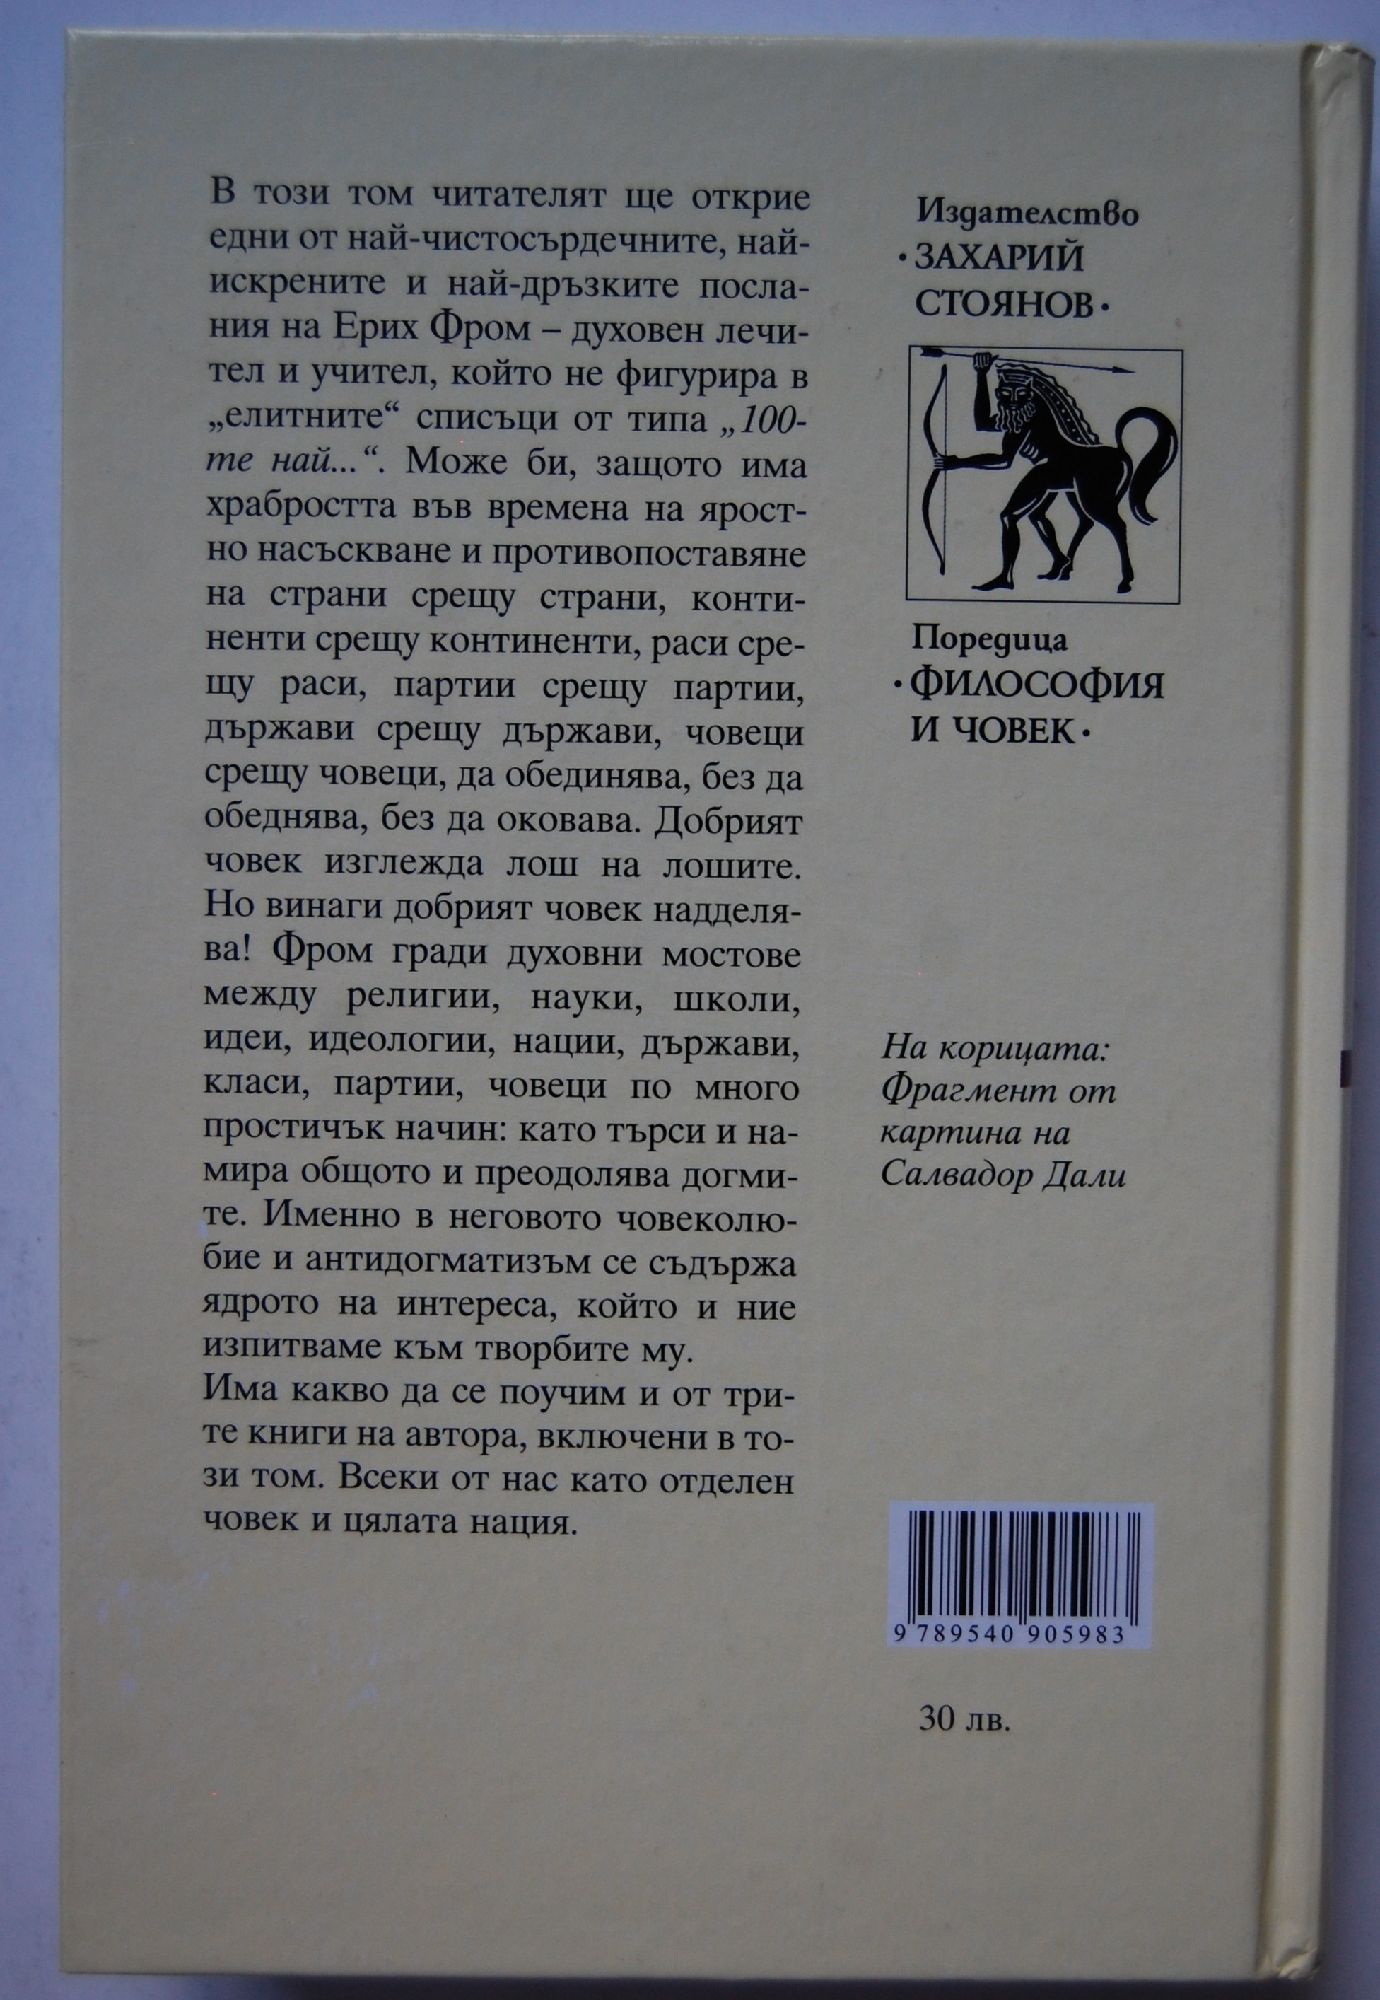 В този том читателят ще открие
едни от най-чистосърдечните, най-
искрените и най-дръзките посла-
ния на Ерих Фром – духовен лечи-
тел и учител, който не фигурира в
„елитните“ списъци от типа „100-
те най...“. Може би, защото има
храбростта във времена на ярост-
но насъскване и противопоставяне
на страни срещу страни, конти-
ненти срещу континенти, раси сре-
щу раси, партии срещу партии,
държави срещу държави, човеци
срещу човеци, да обединява, без да
обеднява, без да оковава. Добрият
човек изглежда лош на лошите.
Но винаги добрият човек надделя-
ва! Фром гради духовни мостове
между религии, науки, школи,
идеи, идеологии, нации, държави,
класи, партии, човеци по много
простичък начин: като търси и на-
мира общото и преодолява догми-
те. Именно в неговото човеколю-
бие и антидогматизъм се съдържа
ядрото на интереса, който и ние
изпитваме към творбите му.
Има какво да се поучим и от три-
те книги на автора, включени в то-
зи том. Всеки от нас като отделен
човек и цялата нация.
Издателство
· ЗАХАРИЙ
СТОЯНОВ ·
Поредица
· ФИЛОСОФИЯ
И ЧОВЕК ·
На корицата:
Фрагмент от
картина на
Салвадор Дали
9 789540 905983
30 лв.